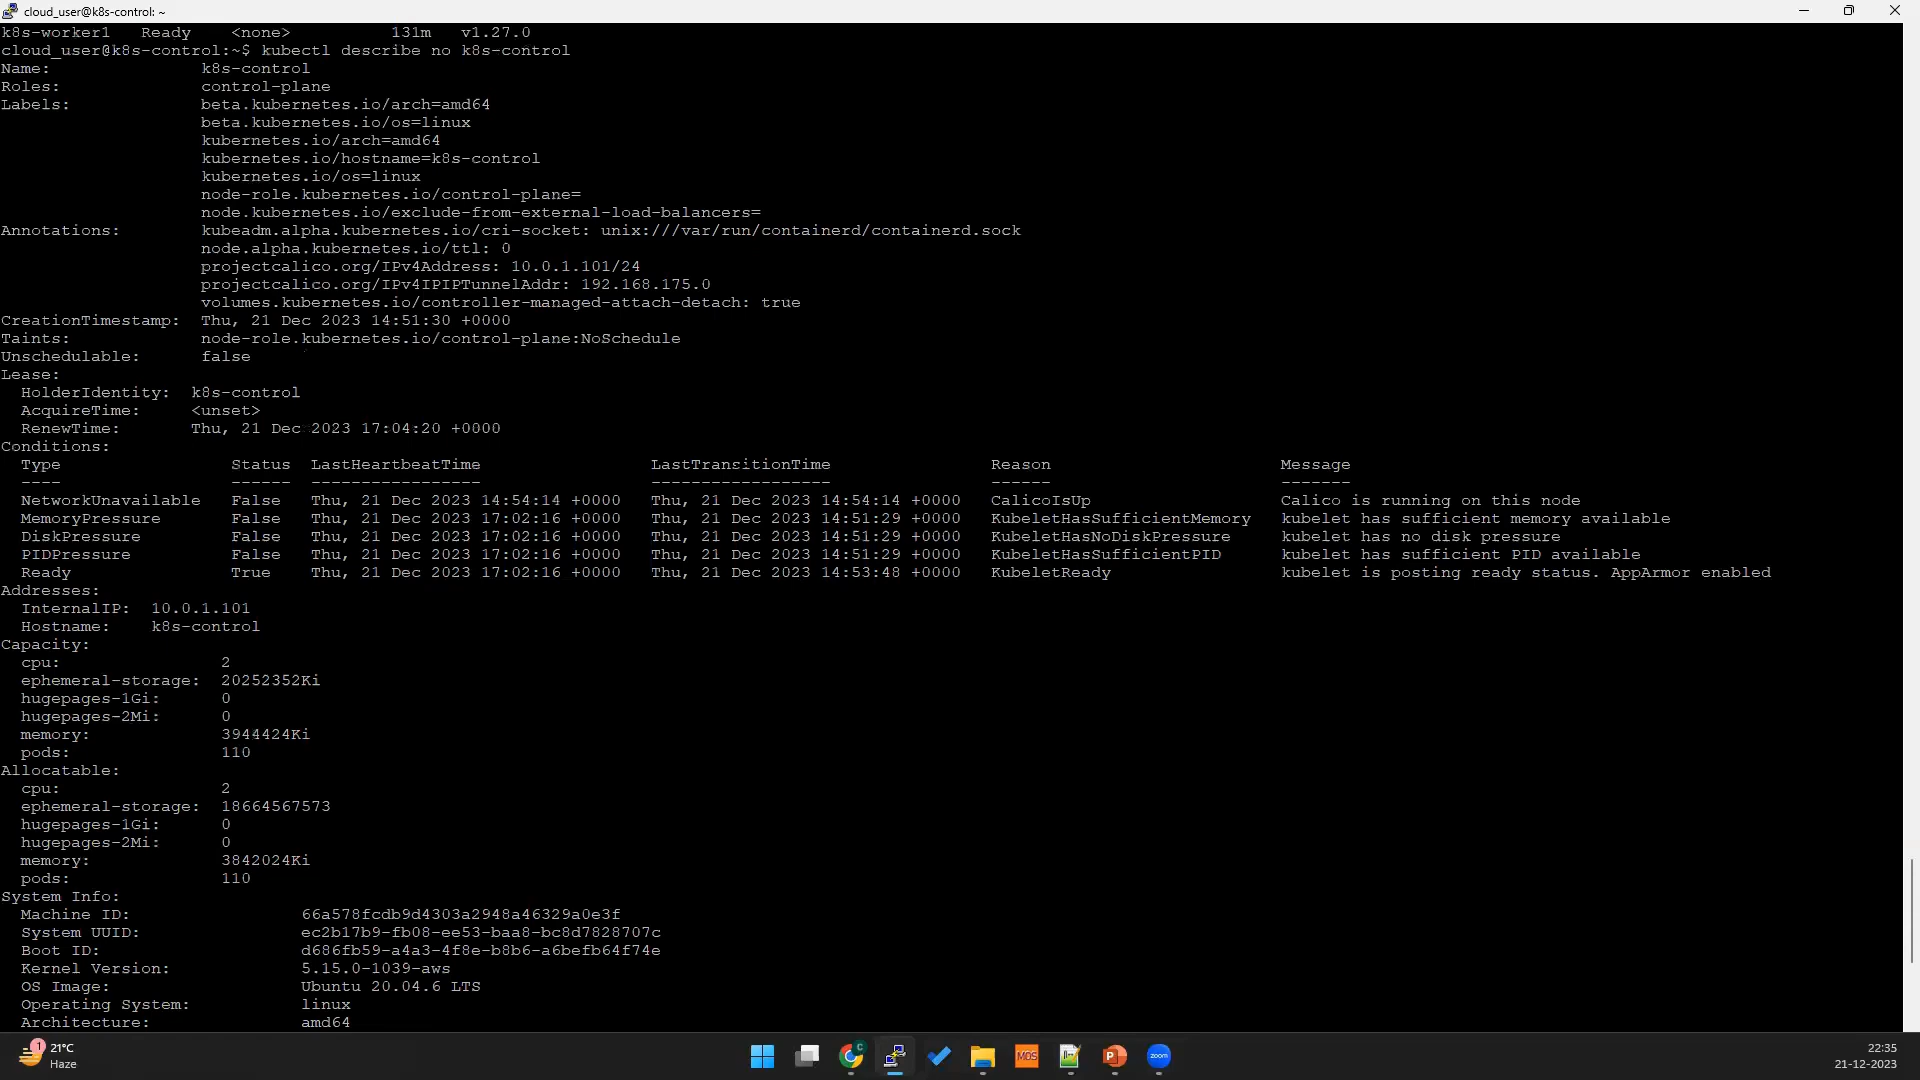 cloud_user@k8s-control: ~
k8s-worker1   Ready    <none>          131m   v1.27.0
cloud_user@k8s-control:~$ kubectl describe no k8s-control
Name:               k8s-control
Roles:              control-plane
Labels:             beta.kubernetes.io/arch=amd64
                    beta.kubernetes.io/os=linux
                    kubernetes.io/arch=amd64
                    kubernetes.io/hostname=k8s-control
                    kubernetes.io/os=linux
                    node-role.kubernetes.io/control-plane=
                    node.kubernetes.io/exclude-from-external-load-balancers=
Annotations:        kubeadm.alpha.kubernetes.io/cri-socket: unix:///var/run/containerd/containerd.sock
                    node.alpha.kubernetes.io/ttl: 0
                    projectcalico.org/IPv4Address: 10.0.1.101/24
                    projectcalico.org/IPv4IPIPTunnelAddr: 192.168.175.0
                    volumes.kubernetes.io/controller-managed-attach-detach: true
CreationTimestamp:  Thu, 21 Dec 2023 14:51:30 +0000
Taints:             node-role.kubernetes.io/control-plane:NoSchedule
Unschedulable:      false
Lease:
  HolderIdentity:  k8s-control
  AcquireTime:     <unset>
  RenewTime:       Thu, 21 Dec 2023 17:04:20 +0000
Conditions:
  Type                 Status  LastHeartbeatTime                 LastTransitionTime                Reason                       Message
  ----                 ------  -----------------                 ------------------                ------                       -------
  NetworkUnavailable   False   Thu, 21 Dec 2023 14:54:14 +0000   Thu, 21 Dec 2023 14:54:14 +0000   CalicoIsUp                   Calico is running on this node
  MemoryPressure       False   Thu, 21 Dec 2023 17:02:16 +0000   Thu, 21 Dec 2023 14:51:29 +0000   KubeletHasSufficientMemory   kubelet has sufficient memory available
  DiskPressure         False   Thu, 21 Dec 2023 17:02:16 +0000   Thu, 21 Dec 2023 14:51:29 +0000   KubeletHasNoDiskPressure     kubelet has no disk pressure
  PIDPressure          False   Thu, 21 Dec 2023 17:02:16 +0000   Thu, 21 Dec 2023 14:51:29 +0000   KubeletHasSufficientPID      kubelet has sufficient PID available
  Ready                True    Thu, 21 Dec 2023 17:02:16 +0000   Thu, 21 Dec 2023 14:53:48 +0000   KubeletReady                 kubelet is posting ready status. AppArmor enabled
Addresses:
  InternalIP:  10.0.1.101
  Hostname:    k8s-control
Capacity:
  cpu:                2
  ephemeral-storage:  20252352Ki
  hugepages-1Gi:      0
  hugepages-2Mi:      0
  memory:             3944424Ki
  pods:               110
Allocatable:
  cpu:                2
  ephemeral-storage:  18664567573
  hugepages-1Gi:      0
  hugepages-2Mi:      0
  memory:             3842024Ki
  pods:               110
System Info:
  Machine ID:                 66a578fcdb9d4303a2948a46329a0e3f
  System UUID:                ec2b17b9-fb08-ee53-baa8-bc8d7828707c
  Boot ID:                    d686fb59-a4a3-4f8e-b8b6-a6befb64f74e
  Kernel Version:             5.15.0-1039-aws
  OS Image:                   Ubuntu 20.04.6 LTS
  Operating System:           linux
  Architecture:               amd64
1
21°C
Haze
C
MOS
P
zoom
22:35
21-12-2023